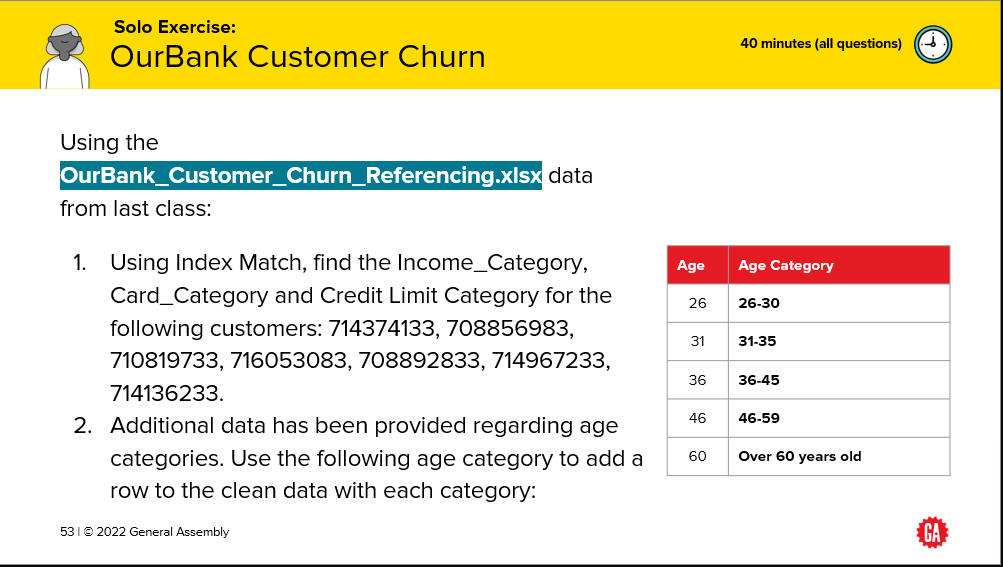 Solo Exercise:
OurBank Customer Churn
40 minutes (all questions)
Using the
OurBank_Customer_Churn_Referencing.xlsx data
from last class:
1. Using Index Match, find the Income_Category,
Card_Category and Credit Limit Category for the
following customers: 714374133, 708856983,
710819733, 716053083, 708892833, 714967233,
714136233.
2. Additional data has been provided regarding age
categories. Use the following age category to add a
row to the clean data with each category:
Age Age Category
26 26-30
31 31-35
36 36-45
46 46-59
60 Over 60 years old
53 | © 2022 General Assembly
GA